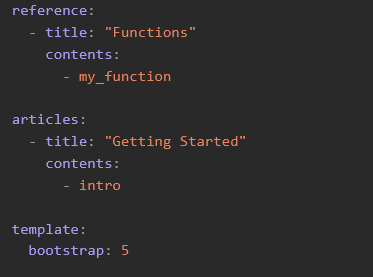 reference:
  - title: "Functions"
    contents:
      - my_function

articles:
  - title: "Getting Started"
    contents:
      - intro

template:
  bootstrap: 5